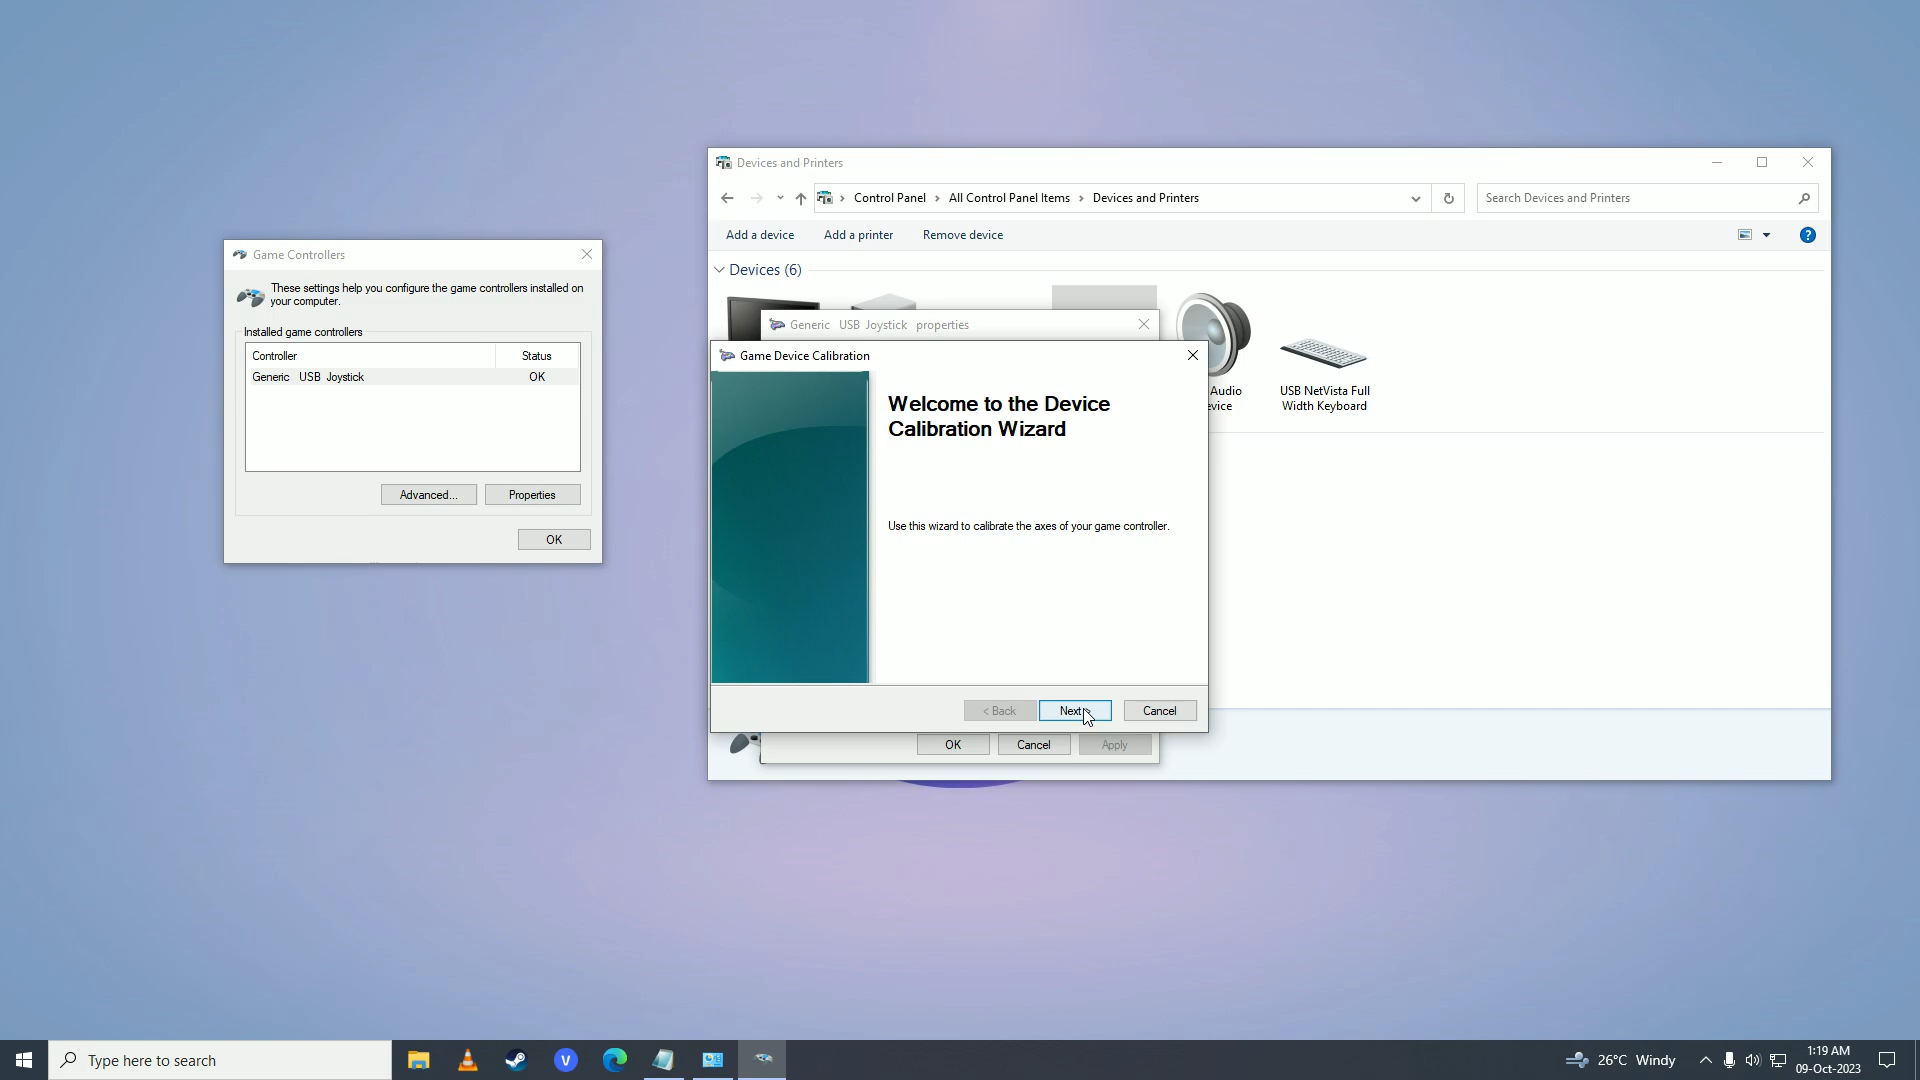 Devices and Printers
Control Panel
All Control Panel Items
Devices and Printers
Search Devices and Printers
Add a device
Add a printer
Remove device
Devices (6)
Game Controllers
These settings help you configure the game controllers installed on
your computer.
Installed game controllers
Controller
Status
Generic USB Joystick
OK
Advanced...
Properties
OK
Generic USB Joystick properties
Game Device Calibration
Welcome to the Device
Calibration Wizard
Use this wizard to calibrate the axes of your game controller.
< Back
Next
Cancel
OK
Cancel
Apply
Audio
USB NetVista Full
Width Keyboard
Type here to search
V
26°C Windy
1:19 AM
09-Oct-2023